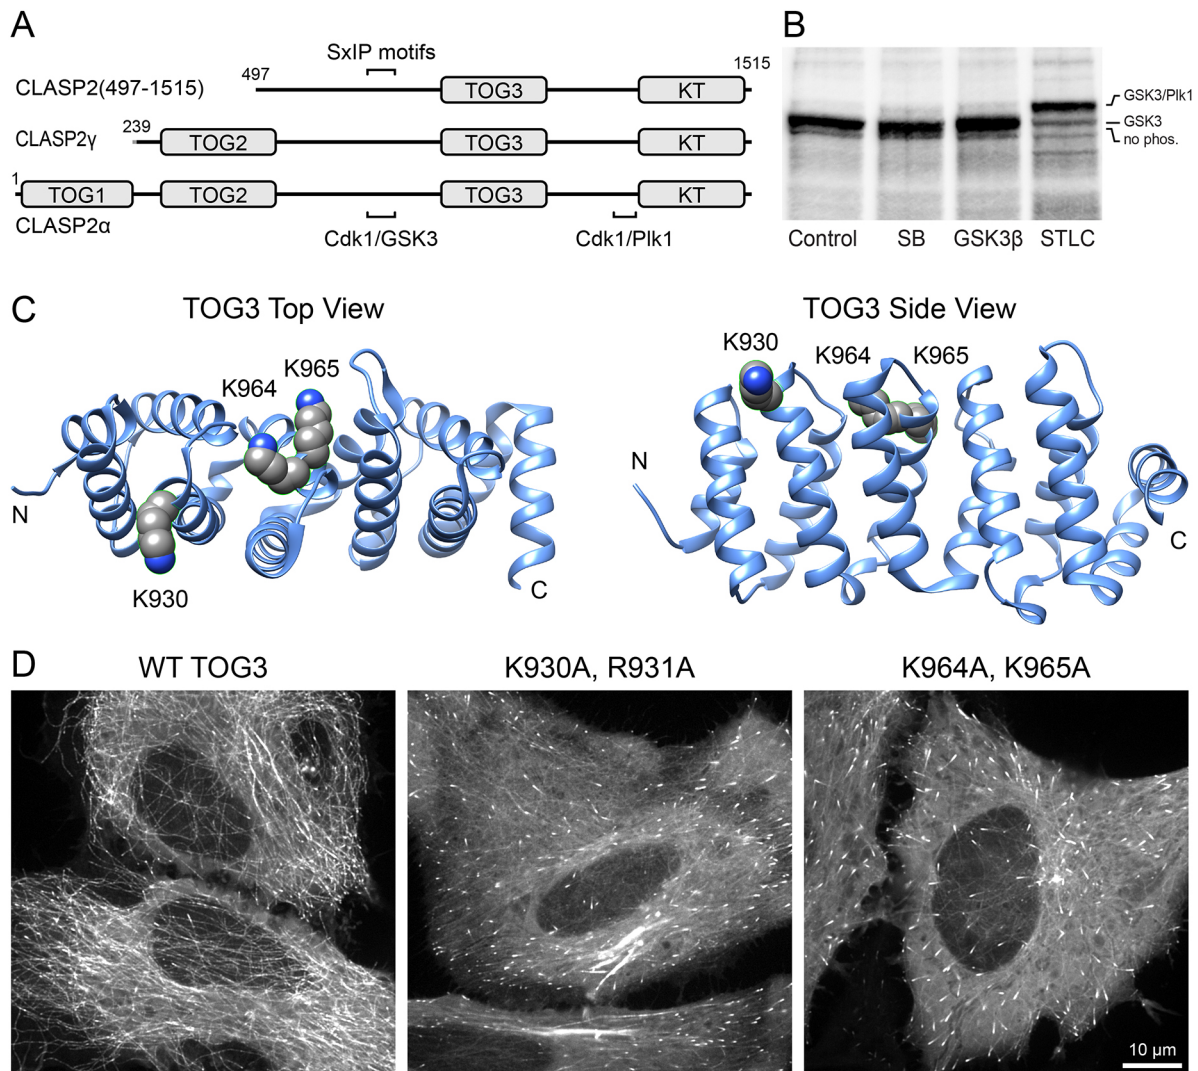 A
SxIP motifs
CLASP2(497-1515)
497
TOG3
KT
1515
CLASP2γ
239
TOG2
TOG3
KT
1
TOG1
TOG2
TOG3
KT
CLASP2α
Cdk1/GSK3
Cdk1/Plk1
B
GSK3/Plk1
GSK3
no phos.
Control
SB
GSK3β
STLC
C
TOG3 Top View
K965
K964
N
K930
C
TOG3 Side View
K930
K964
K965
N
C
D
WT TOG3
K930A, R931A
K964A, K965A
10 µm